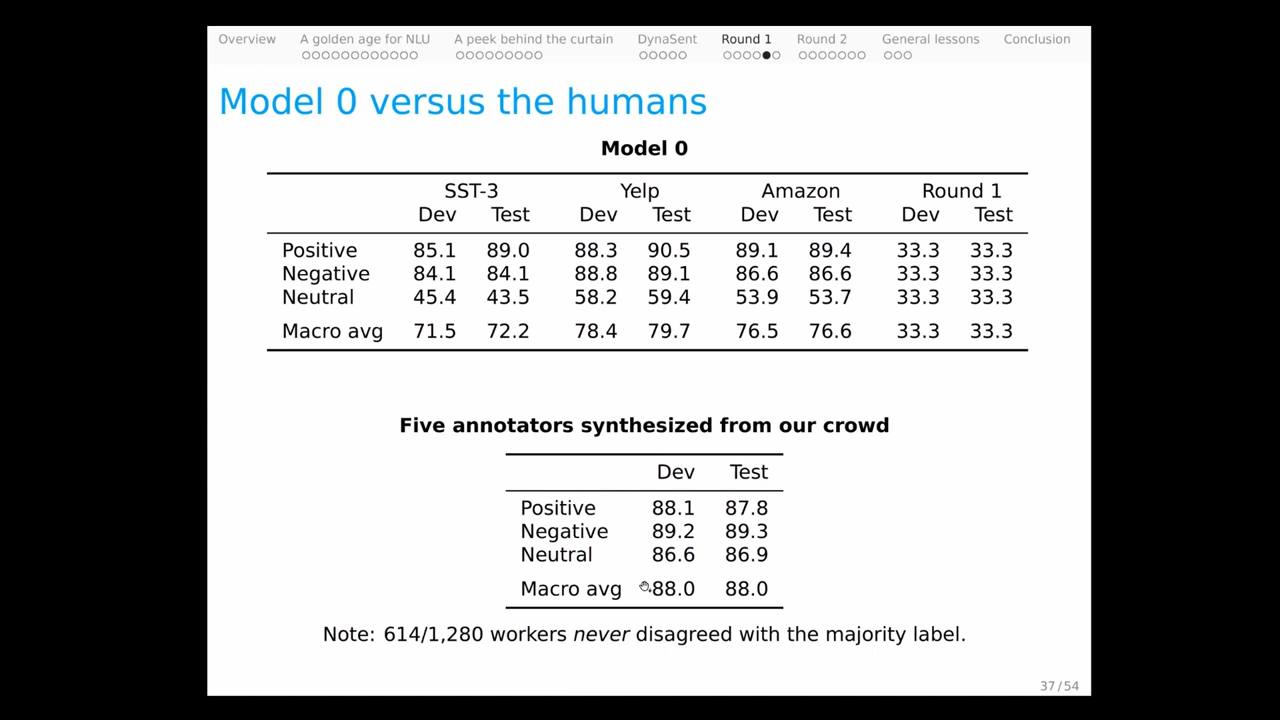 Overview A golden age for NLU A peek behind the curtain DynaSent Round 1 Round 2 General lessons Conclusion
Model 0 versus the humans
Model 0
SST-3 Yelp Amazon Round 1
Dev Test Dev Test Dev Test Dev Test
Positive 85.1 89.0 88.3 90.5 89.1 89.4 33.3 33.3
Negative 84.1 84.1 88.8 89.1 86.6 86.6 33.3 33.3
Neutral 45.4 43.5 58.2 59.4 53.9 53.7 33.3 33.3
Macro avg 71.5 72.2 78.4 79.7 76.5 76.6 33.3 33.3
Five annotators synthesized from our crowd
Dev Test
Positive 88.1 87.8
Negative 89.2 89.3
Neutral 86.6 86.9
Macro avg 88.0 88.0
Note: 614/1,280 workers never disagreed with the majority label.
37/54